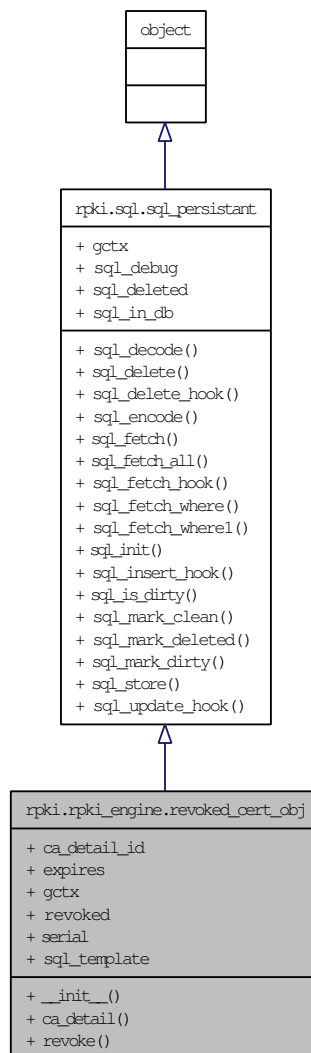 object
rpki.sql.sql_persistant
+ gctx
+ sql_debug
+ sql_deleted
+ sql_in_db
+ sql_decode()
+ sql_delete()
+ sql_delete_hook()
+ sql_encode()
+ sql_fetch()
+ sql_fetch_all()
+ sql_fetch_hook()
+ sql_fetch_where()
+ sql_fetch_where1()
+ sql_init()
+ sql_insert_hook()
+ sql_is_dirty()
+ sql_mark_clean()
+ sql_mark_deleted()
+ sql_mark_dirty()
+ sql_store()
+ sql_update_hook()
rpki.rpki_engine.revoked_cert_obj
+ ca_detail_id
+ expires
+ gctx
+ revoked
+ serial
+ sql_template
+ __init__()
+ ca_detail()
+ revoke()